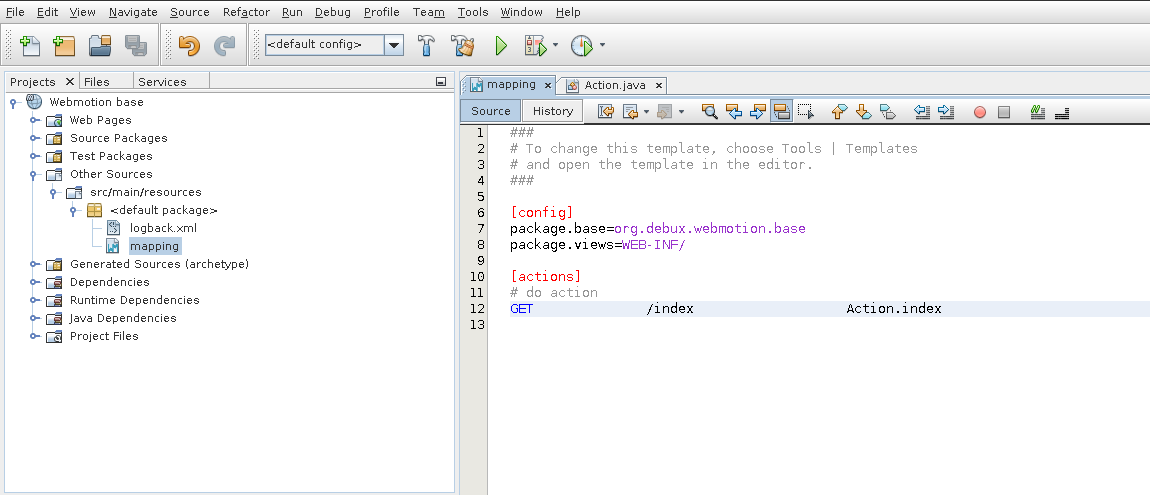 File Edit View Navigate Source Refactor Run Debug Profile Team Tools Window Help
<default config>
Projects Files Services
Webmotion base
Web Pages
Source Packages
Test Packages
Other Sources
src/main/resources
<default package>
logback.xml
mapping
Generated Sources (archetype)
Dependencies
Runtime Dependencies
Java Dependencies
Project Files
mapping Action.java
Source History
1 ###
2 # To change this template, choose Tools | Templates
3 # and open the template in the editor.
4 ###
5
6 [config]
7 package.base=org.debux.webmotion.base
8 package.views=WEB-INF/
9
10 [actions]
11 # do action
12 GET /index Action.index
13